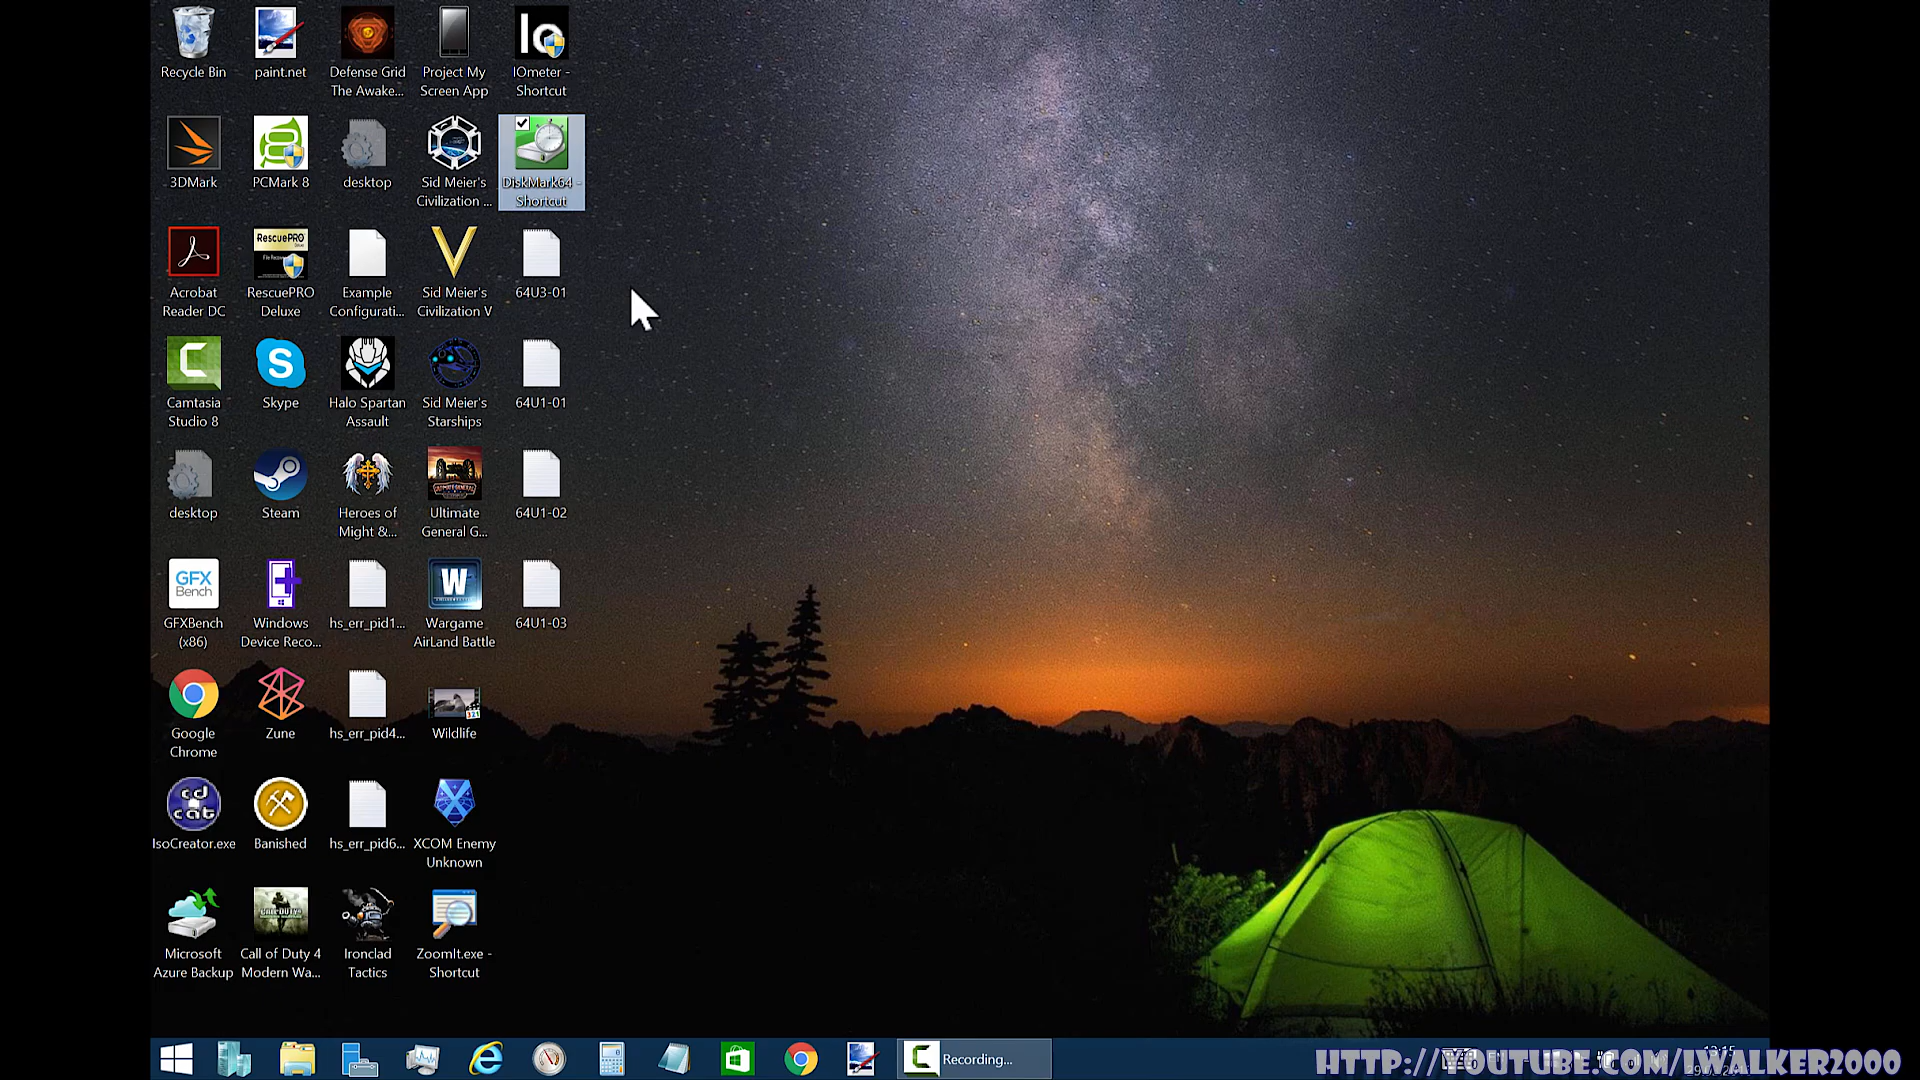 Recycle Bin
paint.net
Defense Grid
The Awake...
Project My
Screen App
IOmeter -
Shortcut
3DMark
PCMark 8
desktop
Sid Meier's
Civilization ...
DiskMark64 -
Shortcut
Acrobat
Reader DC
RescuePRO
Deluxe
Example
Configurati...
Sid Meier's
Civilization V
64U3-01
Camtasia
Studio 8
Skype
Halo Spartan
Assault
Sid Meier's
Starships
64U1-01
desktop
Steam
Heroes of
Might &...
Ultimate
General G...
64U1-02
GFX
Bench
GFXBench
(x86)
Windows
Device Reco...
hs_err_pid1...
Wargame
AirLand Battle
64U1-03
Google
Chrome
Zune
hs_err_pid4...
Wildlife
cd
cat
IsoCreator.exe
Banished
hs_err_pid6...
XCOM Enemy
Unknown
Microsoft
Azure Backup
Call of Duty 4
Modern Wa...
Ironclad
Tactics
ZoomIt.exe -
Shortcut
Recording...
HTTP://YOUTUBE.COM/IWALKER2000